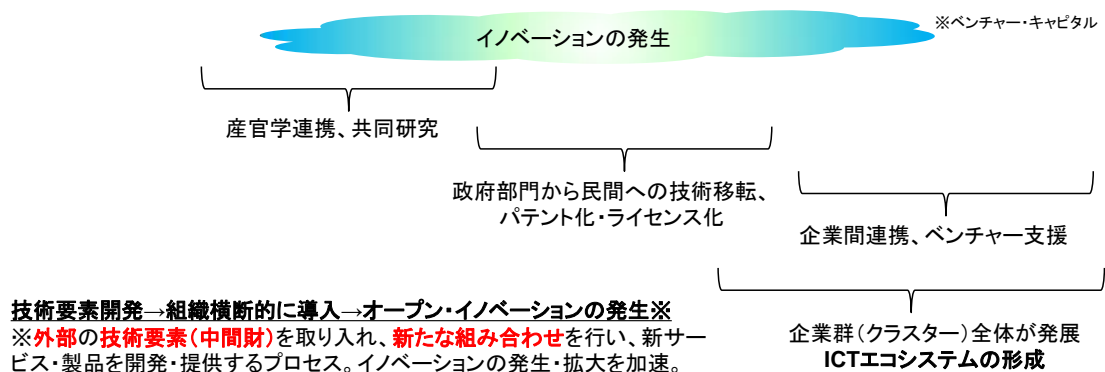 ※ベンチャー・キャピタル
イノベーションの発生
産官学連携、共同研究
政府部門から民間への技術移転、
パテント化・ライセンス化
企業間連携、ベンチャー支援
技術要素開発→組織横断的に導入→オープン・イノベーションの発生※
※外部の技術要素（中間財）を取り入れ、新たな組み合わせを行い、新サー
ビス・製品を開発・提供するプロセス。イノベーションの発生・拡大を加速。
企業群（クラスター）全体が発展
ICTエコシステムの形成